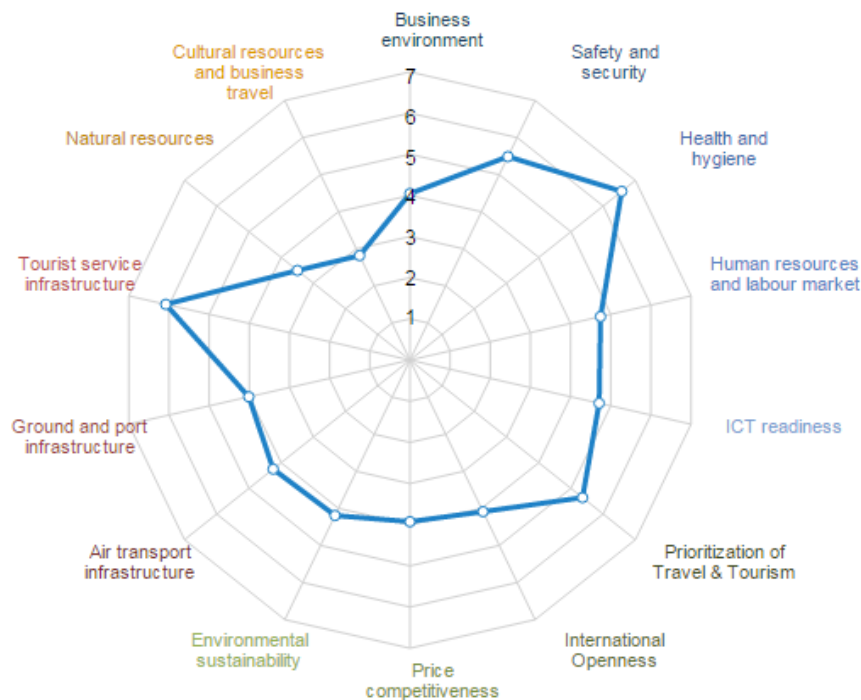 Business
environment
Safety and
security
Health and
hygiene
Human resources
and labour market
ICT readiness
Prioritization of
Travel & Tourism
International
Openness
Price
competitiveness
Environmental
sustainability
Air transport
infrastructure
Ground and port
infrastructure
Tourist service
infrastructure
Natural resources
Cultural resources
and business
travel
7
6
5
4
3
2
1